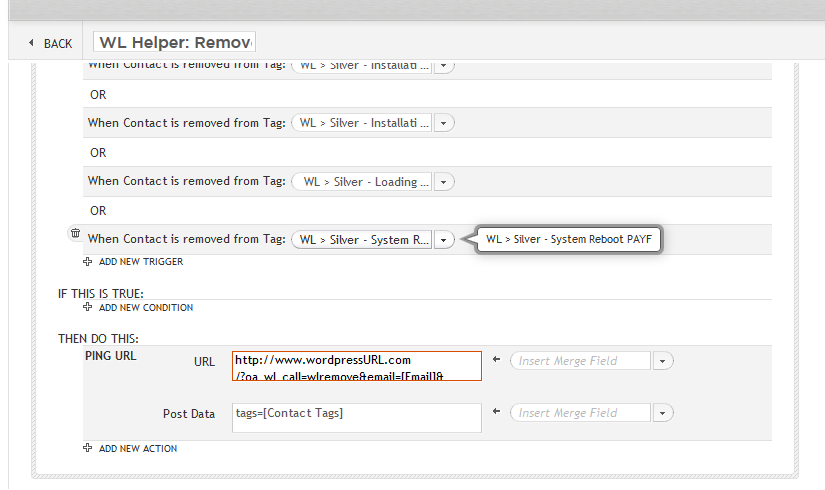 BACK
WL Helper: Remov
When Contact is removed from Tag: WL > Silver - Installati ...
OR
When Contact is removed from Tag: WL > Silver - Installati ...
OR
When Contact is removed from Tag: WL > Silver - Loading ...
OR
When Contact is removed from Tag: WL > Silver - System R... WL > Silver - System Reboot PAYF
ADD NEW TRIGGER
IF THIS IS TRUE:
ADD NEW CONDITION
THEN DO THIS:
PING URL URL http://www.wordpressURL.com
/?oa_wl_call=wlremove&email=[Email]&
Insert Merge Field
Post Data tags=[Contact Tags] Insert Merge Field
ADD NEW ACTION